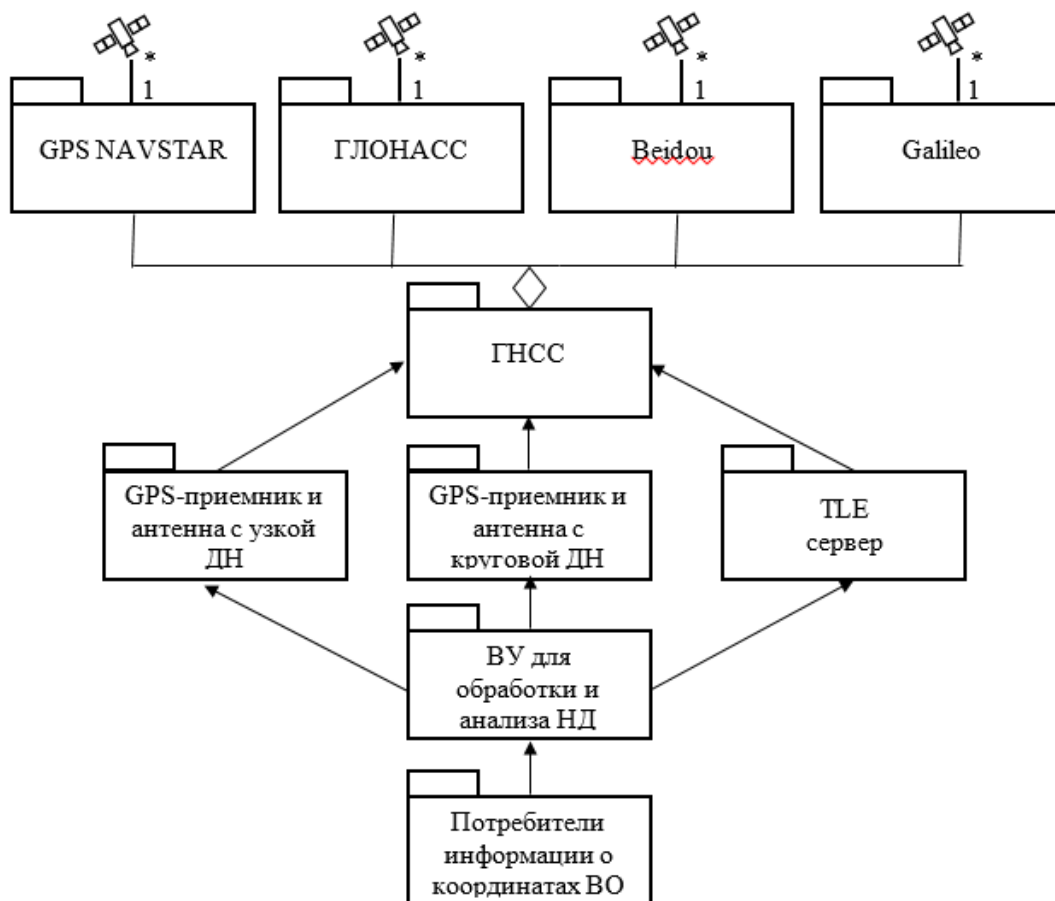 * * * *
1 1 1 1
GPS NAVSTAR
ГЛОНАСС
Beidou
Galileo
ГНСС
GPS-приемник и
антенна с узкой
ДН
GPS-приемник и
антенна с
круговой ДН
TLE
сервер
ВУ для
обработки и
анализа НД
Потребители
информации о
координатах ВО